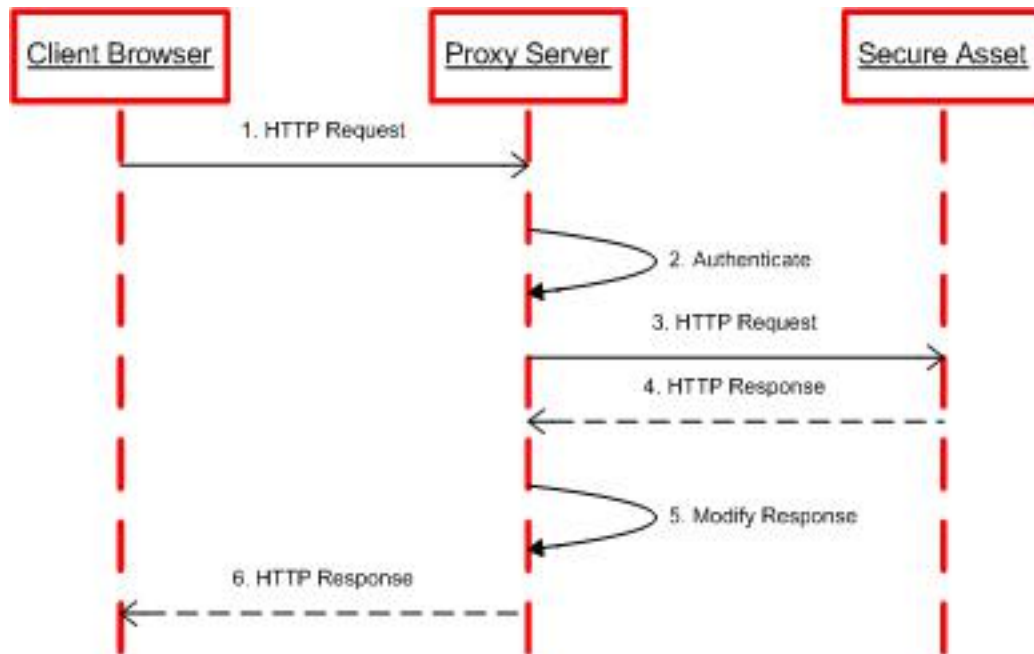 Client Browser
Proxy Server
Secure Asset
1. HTTP Request
2. Authenticate
3. HTTP Request
4. HTTP Response
5. Modify Response
6. HTTP Response